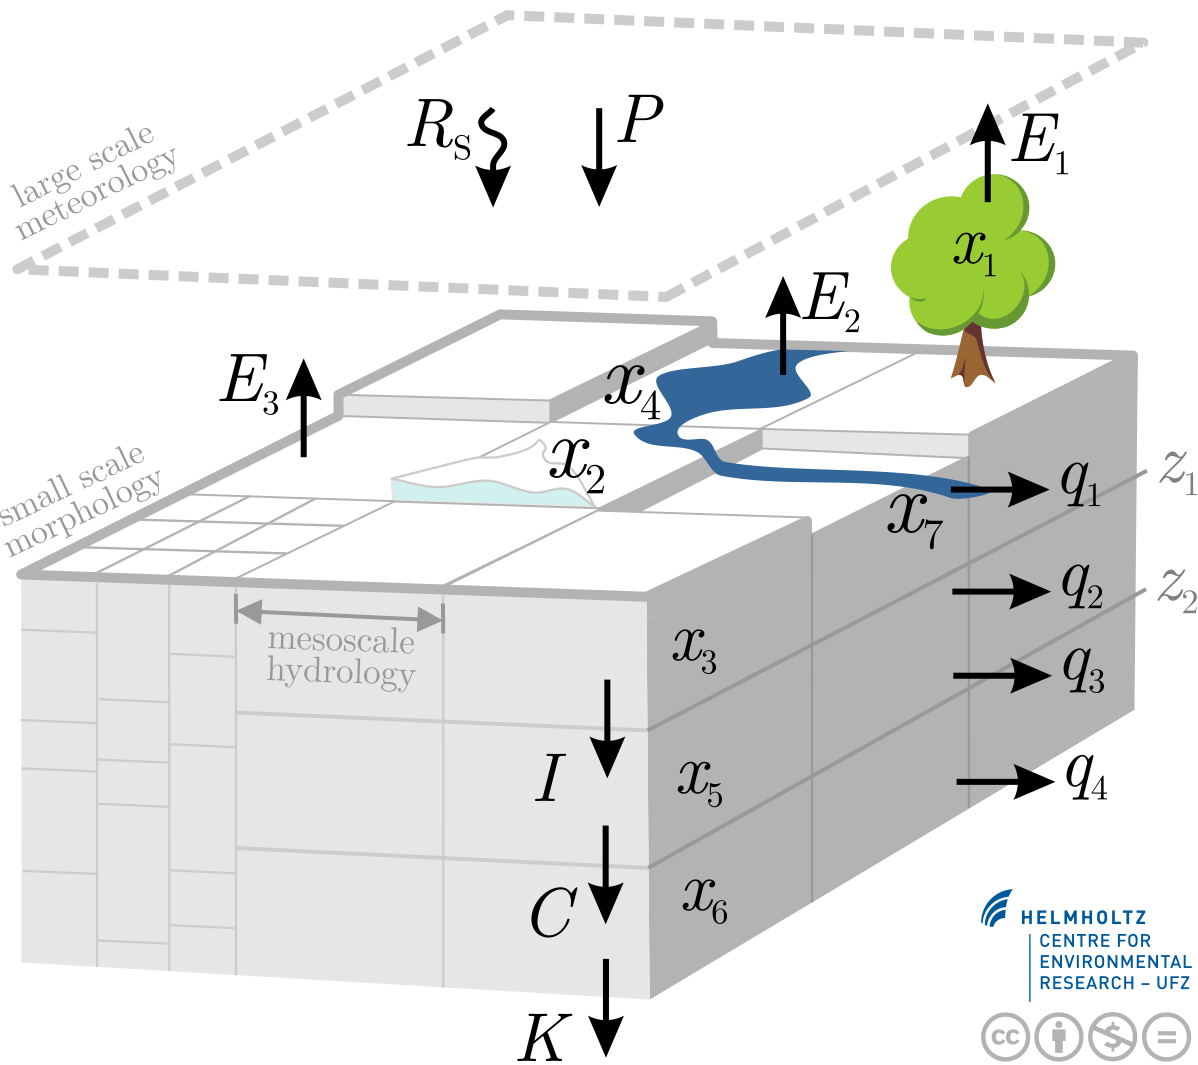 R_S
P
E_1
large scale
meteorology
x_1
E_2
E_3
x_4
x_2
small scale
morphology
q_1
z_1
x_7
q_2
z_2
mesoscale
hydrology
x_3
q_3
I
x_5
q_4
C
x_6
K
HELMHOLTZ
CENTRE FOR
ENVIRONMENTAL
RESEARCH – UFZ
cc $ =